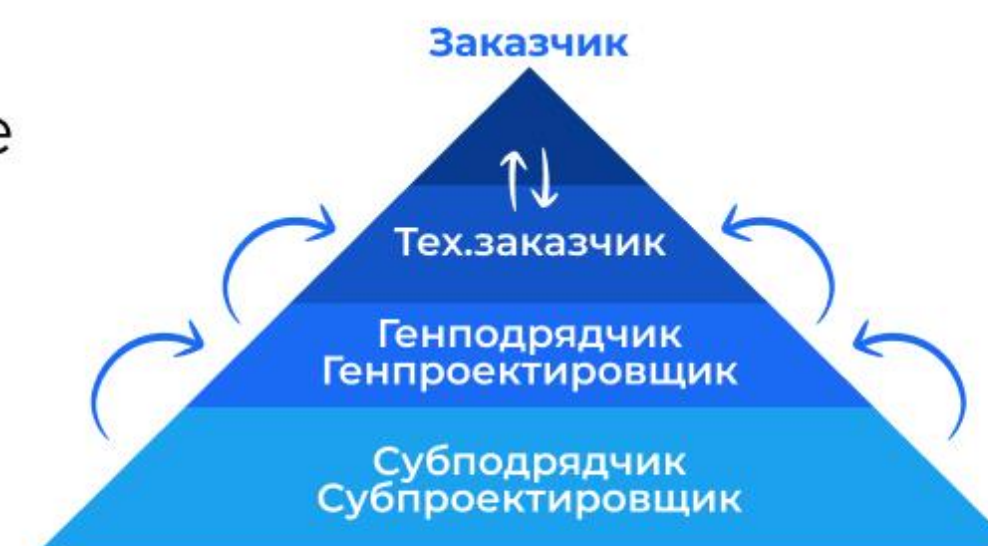 Заказчик
е
Тех.заказчик
Генподрядчик
Генпроектировщик
Субподрядчик
Субпроектировщик